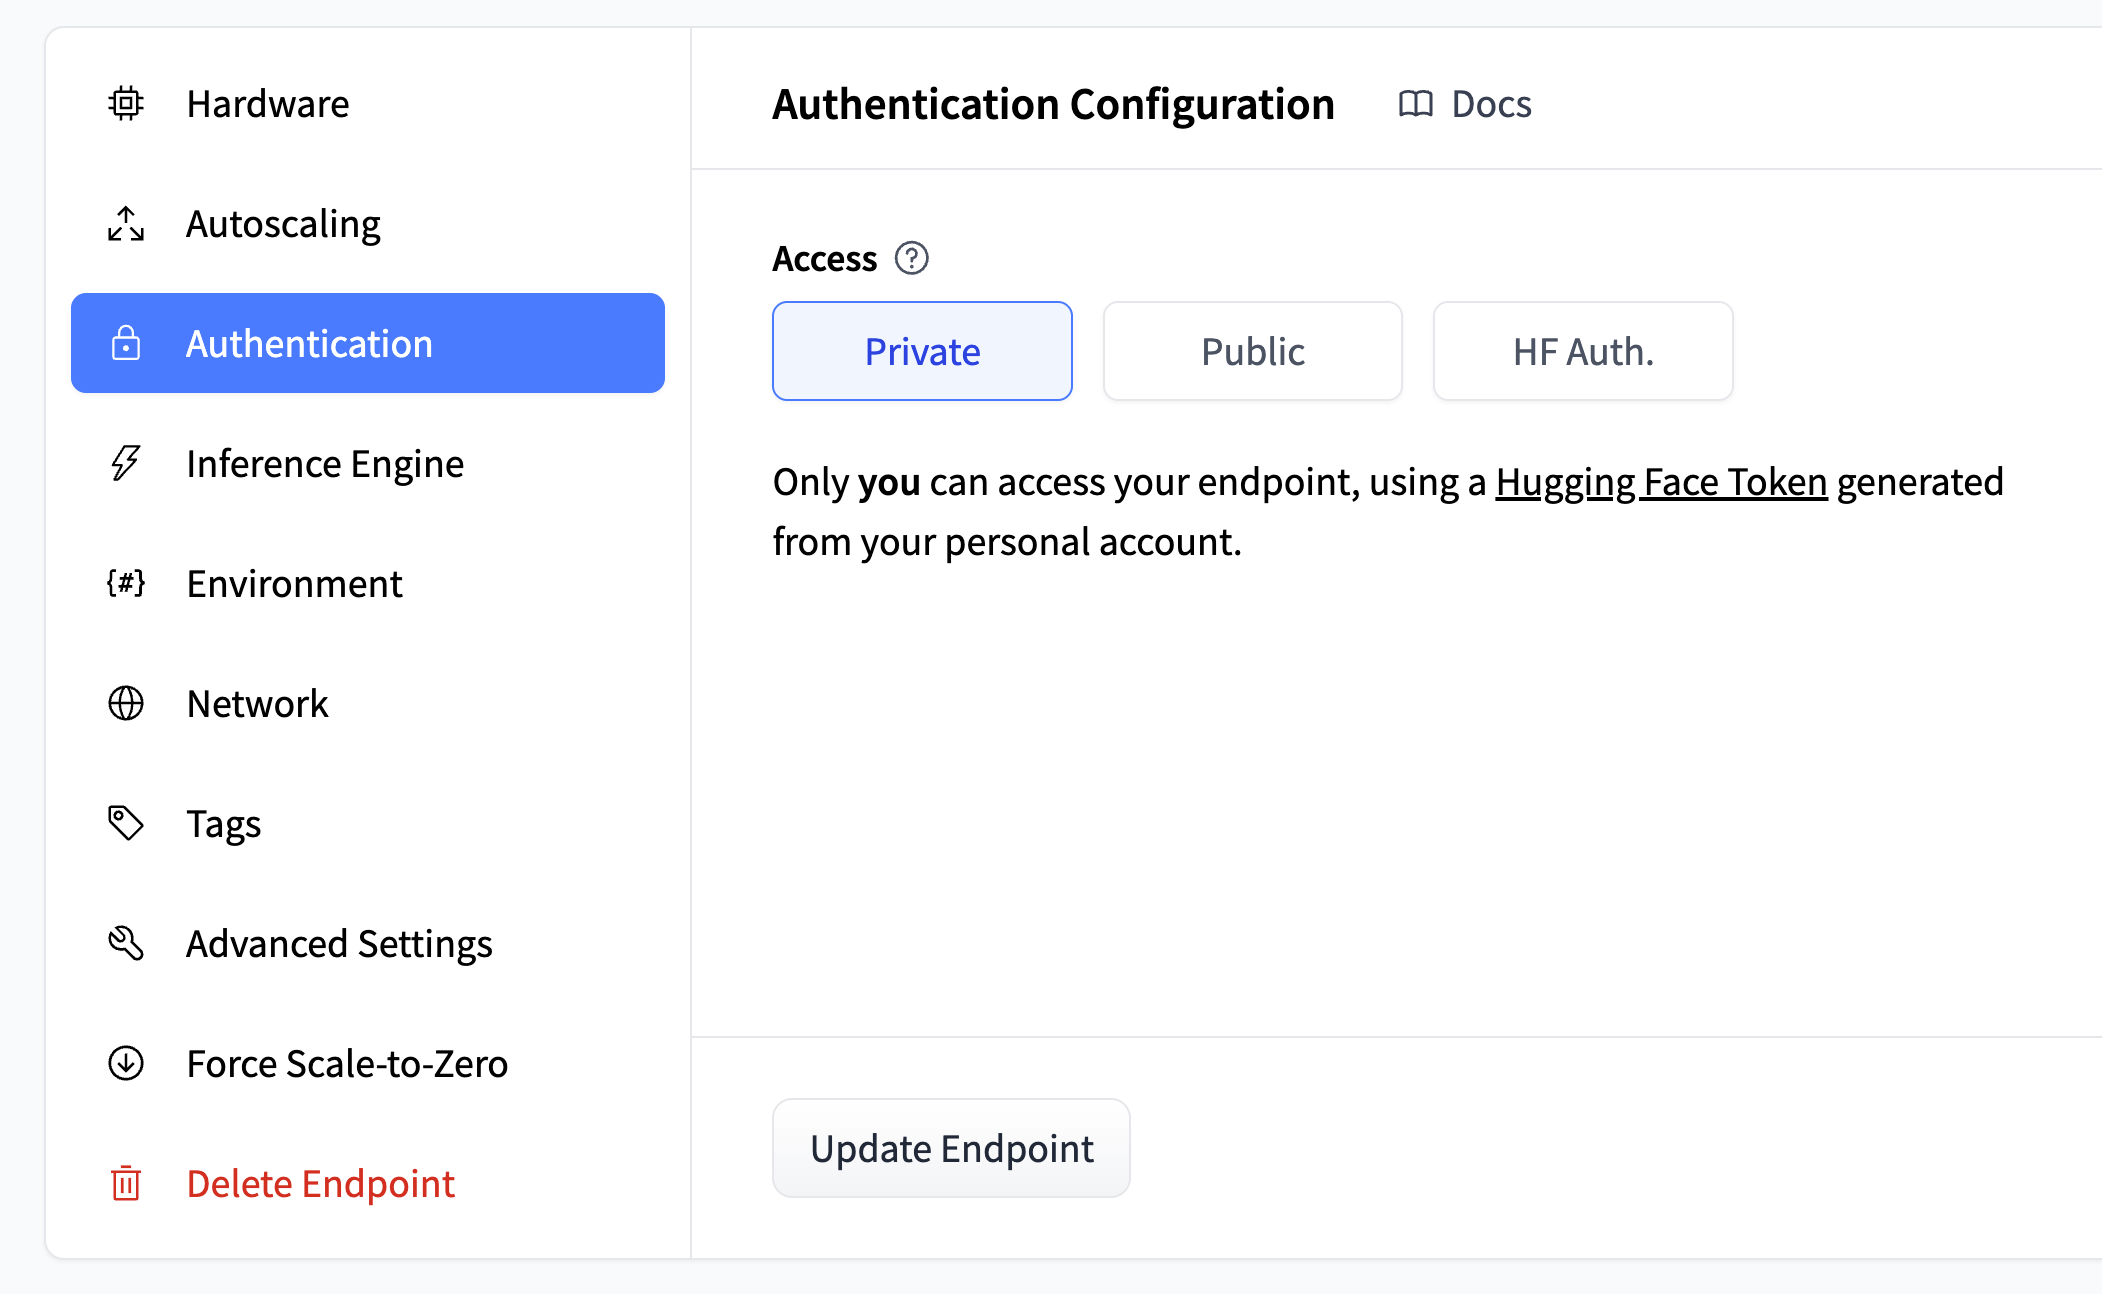 Hardware
Autoscaling
Authentication
Inference Engine
{#} Environment
Network
Tags
Advanced Settings
Force Scale-to-Zero
Delete Endpoint
Authentication Configuration Docs
Access ?
Private Public HF Auth.
Only you can access your endpoint, using a Hugging Face Token generated
from your personal account.
Update Endpoint